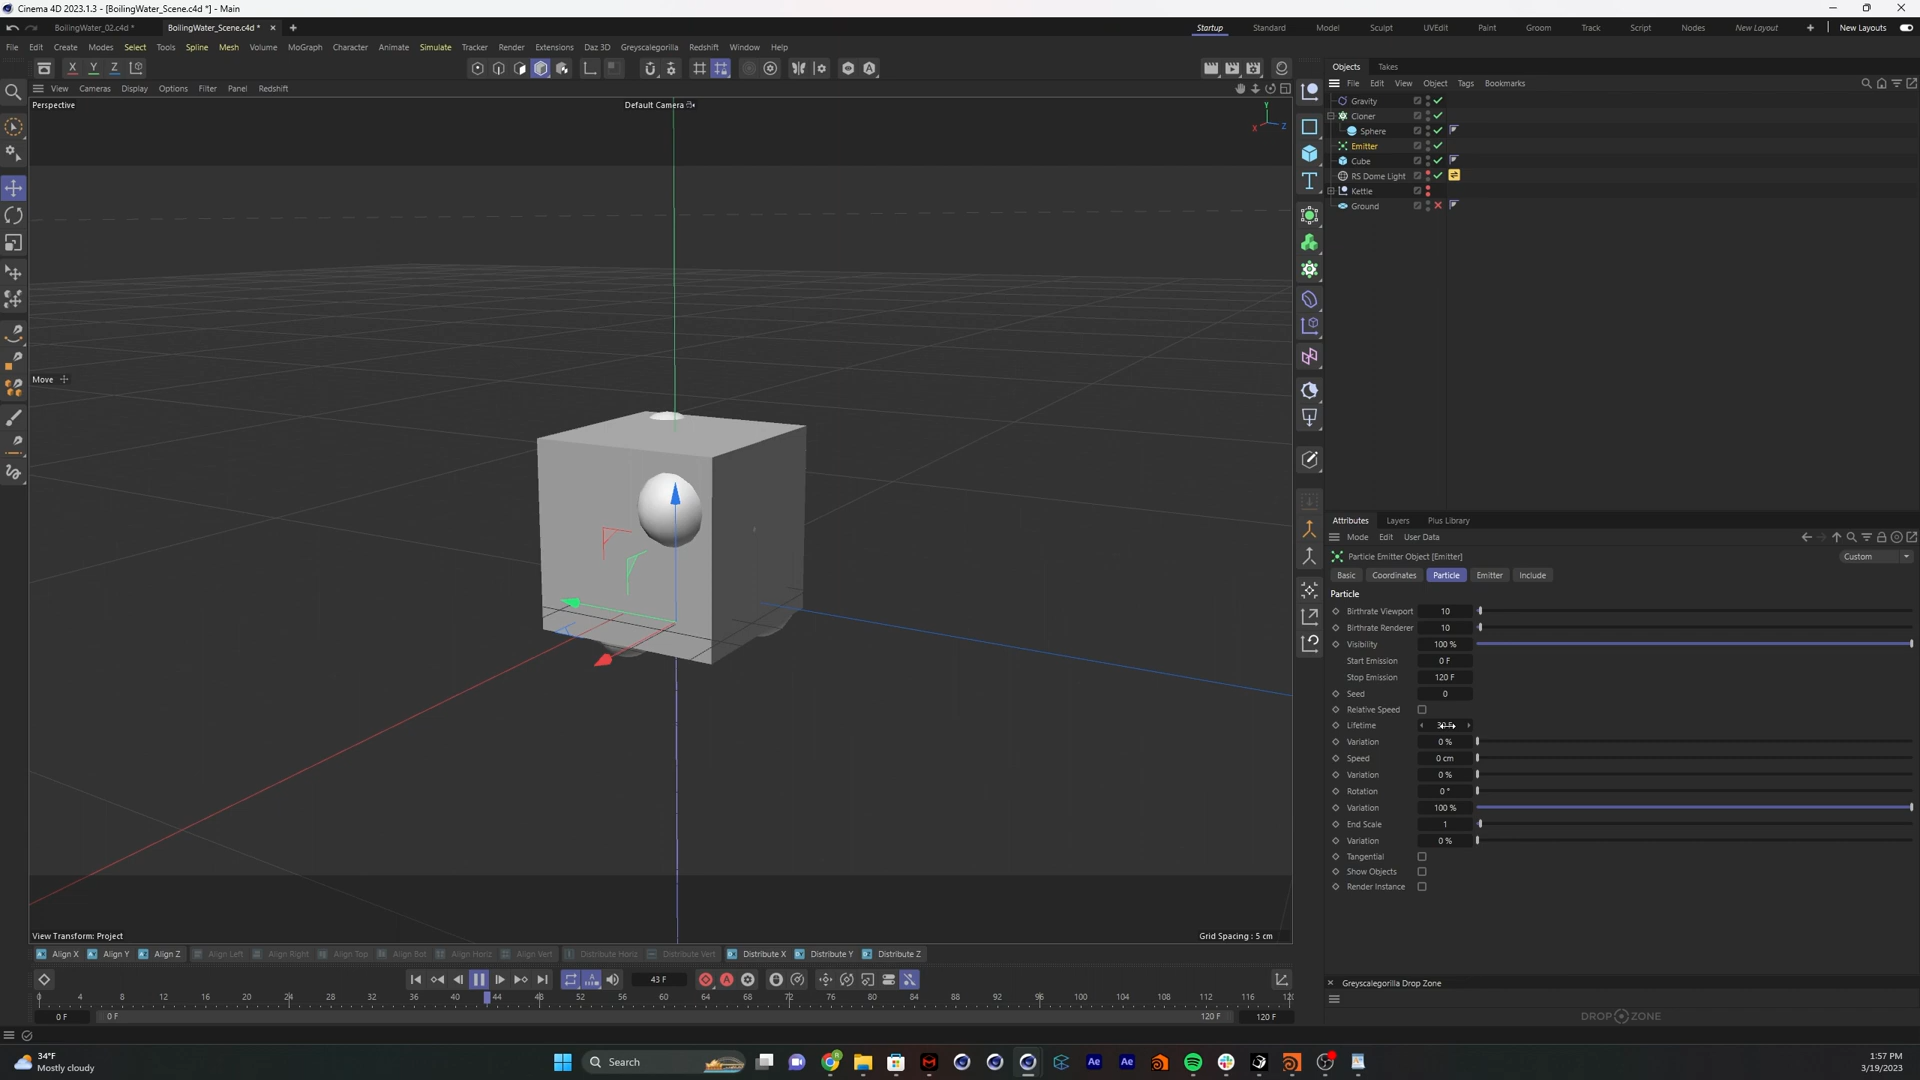 Cinema 4D 2023.1.3 - [BoilingWater_Scene.c4d *] - Main
BoilingWater_02.c4d *
BoilingWater_Scene.c4d *
Startup Standard Model Sculpt UVEdit Paint Groom Track Script Nodes New Layout New Layouts
File Edit Create Modes Select Tools Spline Mesh Volume MoGraph Character Animate Simulate Tracker Render Extensions Daz 3D Greyscalegorilla Redshift Window Help
X Y Z
View Cameras Display Options Filter Panel Redshift
Perspective
Default Camera
Y
X
Z
Move
View Transform: Project
Grid Spacing : 5 cm
Objects Takes
File Edit View Object Tags Bookmarks
Gravity
Cloner
Sphere
Emitter
Cube
RS Dome Light
Kettle
Ground
Attributes Layers Plus Library
Mode Edit User Data
Particle Emitter Object [Emitter]
Custom
Basic Coordinates Particle Emitter Include
Particle
Birthrate Viewport 10
Birthrate Renderer 10
Visibility 100 %
Start Emission 0 F
Stop Emission 120 F
Seed 0
Relative Speed
Lifetime
Variation 0 %
Speed 0 cm
Variation 0 %
Rotation 0 °
Variation 100 %
End Scale 1
Variation 0 %
Tangential
Show Objects
Render Instance
Align X Align Y Align Z Align Left Align Right Align Top Align Bot Align Horiz Align Vert Distribute Horiz Distribute Vert Distribute X Distribute Y Distribute Z
43 F
0 4 8 12 16 20 24 28 32 36 40 44 48 52 56 60 64 68 72 76 80 84 88 92 96 100 104 108 112 116
0 F 0 F 120 F 120 F
Greyscalegorilla Drop Zone
DROP ZONE
34°F
Mostly cloudy
Search
Ae Ae
1:57 PM
3/19/2023